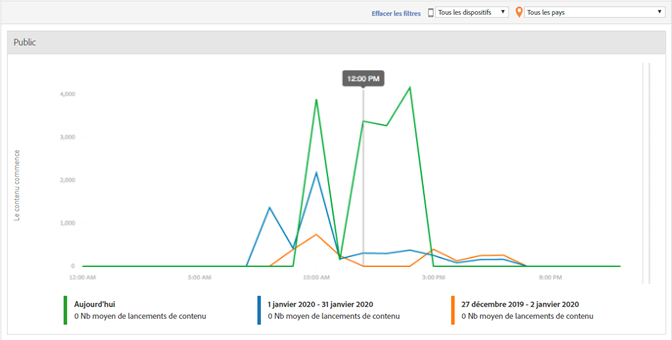 Effacer les filtres
Tous les dispositifs
Tous les pays
Public
12:00 PM
4,000
3,000
2,000
1,000
0
Le contenu commence
12:00 AM
5:00 AM
10:00 AM
3:00 PM
8:00 PM
Aujourd'hui
0 Nb moyen de lancements de contenu
1 janvier 2020 - 31 janvier 2020
0 Nb moyen de lancements de contenu
27 décembre 2019 - 2 janvier 2020
0 Nb moyen de lancements de contenu